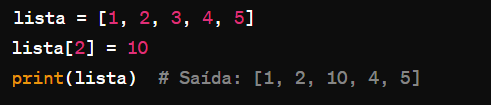 lista = [1, 2, 3, 4, 5]
lista[2] = 10
print(lista)  # Saída: [1, 2, 10, 4, 5]